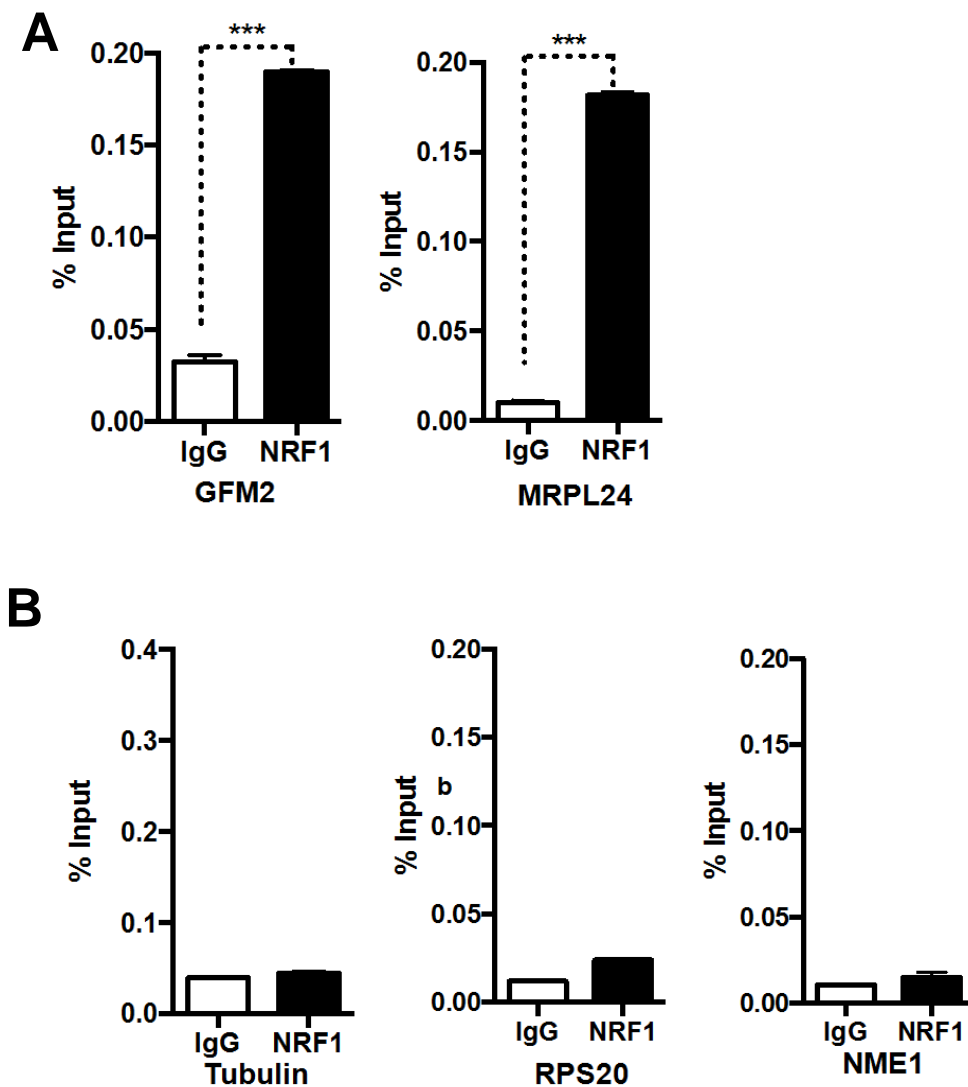 A
***
0.20
0.15
0.10
0.05
0.00
% Input
IgG NRF1
GFM2
***
0.20
0.15
0.10
0.05
0.00
% Input
IgG NRF1
MRPL24
B
0.4
0.3
0.2
0.1
0.0
% Input
IgG NRF1
Tubulin
0.20
0.15
b
0.10
0.05
0.00
% Input
IgG NRF1
RPS20
0.20
0.15
0.10
0.05
0.00
% Input
IgG NRF1
NME1